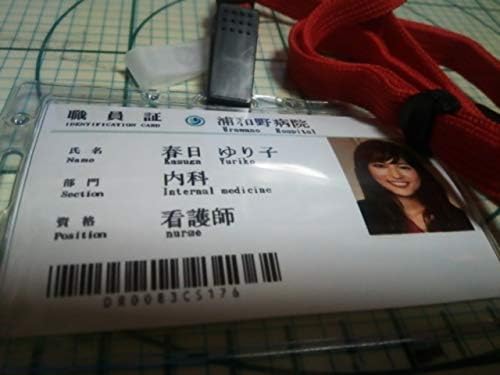 職員証
IDENTIFICATION CARD
浦和野病院
Urawano Hospital
氏名
Name
春日 ゆり子
Kasuga Yuriko
部門
Section
内科
Internal medicine
資格
Position
看護師
nurse
DR0083CS176